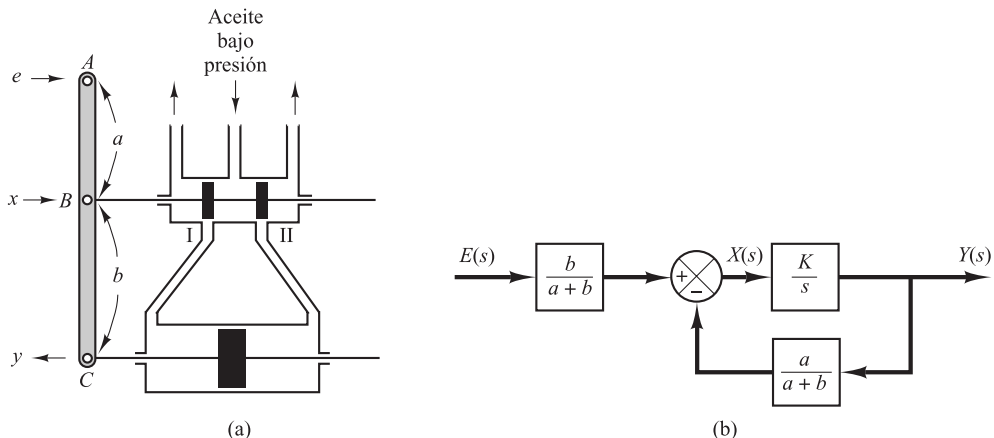 Aceite
bajo
presión
A
e
a
x
B
I
II
b
y
C
(a)
E(s)
b
a + b
+
−
X(s)
K
s
Y(s)
a
a + b
(b)